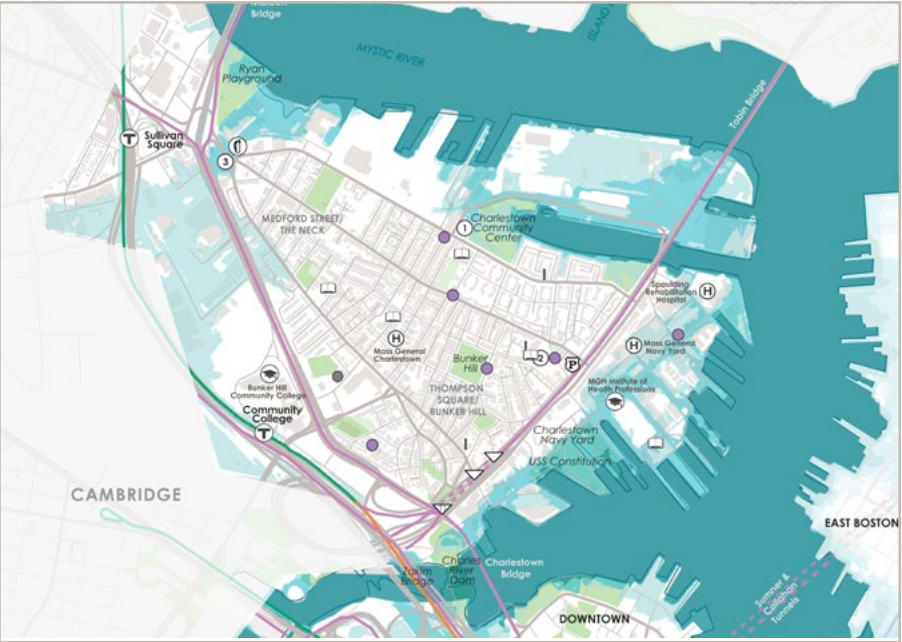 Bridge
MYSTIC RIVER
Ryan
Playground
Tobin Bridge
T
Sullivan
Square
3
MEDFORD STREET/
THE NECK
1
Charlestown
Community
Center
Spaulding
Rehabilitation
Hospital
H
H
Mass General
Charlestown
H
Mass General
Navy Yard
Bunker
Hill
2
P
MGH Institute of
Health Professions
Bunker Hill
Community College
THOMPSON
SQUARE/
BUNKER HILL
Community
College
T
Charlestown
Navy Yard
USS Constitution
CAMBRIDGE
EAST BOSTON
Zakim
Bridge
Charles
River
Dam
Charlestown
Bridge
Sumner &
Callahan
Tunnels
DOWNTOWN